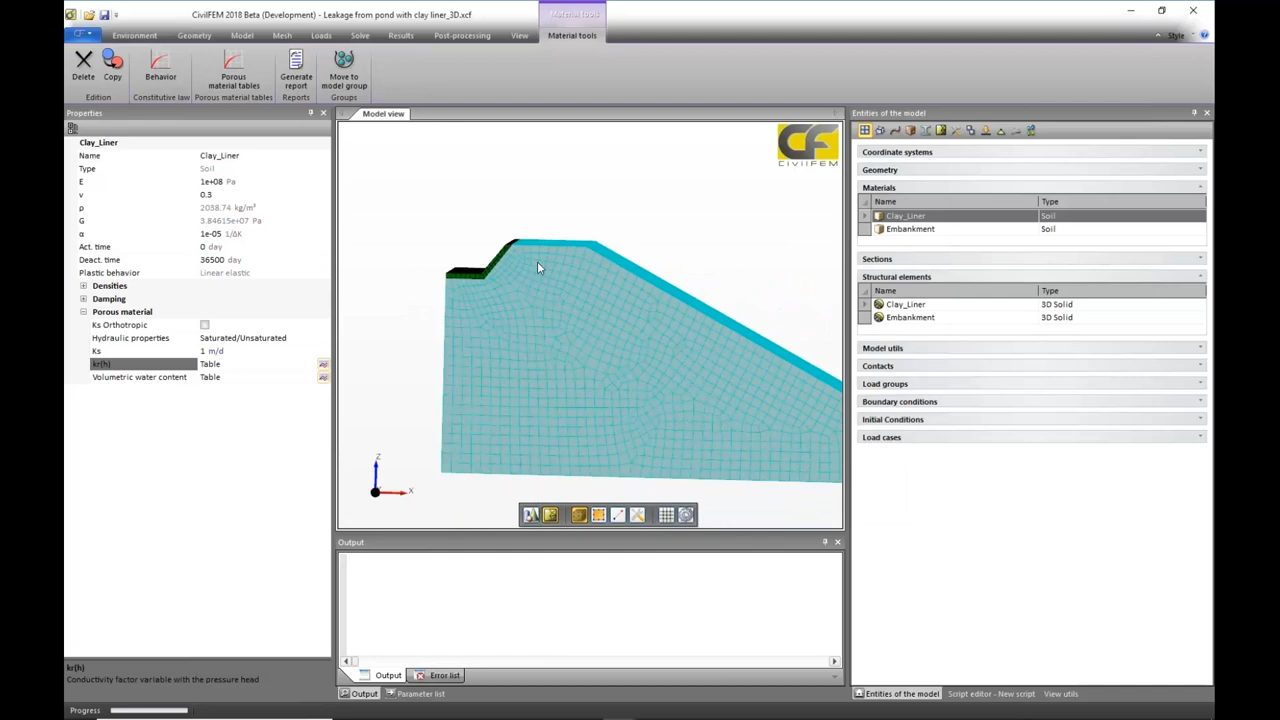 CivilFEM 2018 Beta (Development) - Leakage from pond with clay liner_3D.xcf
Material tools
Environment Geometry Model Mesh Loads Solve Results Post-processing View Material tools
Style
Delete Copy Behavior Porous material tables Generate report Move to model group
Edition Constitutive law Porous material tables Reports Groups
Properties
Clay_Liner
Name Clay_Liner
Type Soil
E 1e+08 Pa
ν 0.3
ρ 2038.74 kg/m³
G 3.84615e+07 Pa
α 1e-05 1/ΔK
Act. time 0 day
Deact. time 36500 day
Plastic behavior Linear elastic
Densities
Damping
Porous material
Ks Orthotropic
Hydraulic properties Saturated/Unsaturated
Ks 1 m/d
kr(h) Table
Volumetric water content Table
kr(h)
Conductivity factor variable with the pressure head
Progress
Model view
CF
CIVILFEM
Z
X
Output
Output Error list
Output Parameter list
Entities of the model
Coordinate systems
Geometry
Materials
Name Type
Clay_Liner Soil
Embankment Soil
Sections
Structural elements
Name Type
Clay_Liner 3D Solid
Embankment 3D Solid
Model utils
Contacts
Load groups
Boundary conditions
Initial Conditions
Load cases
Entities of the model Script editor - New script View utils